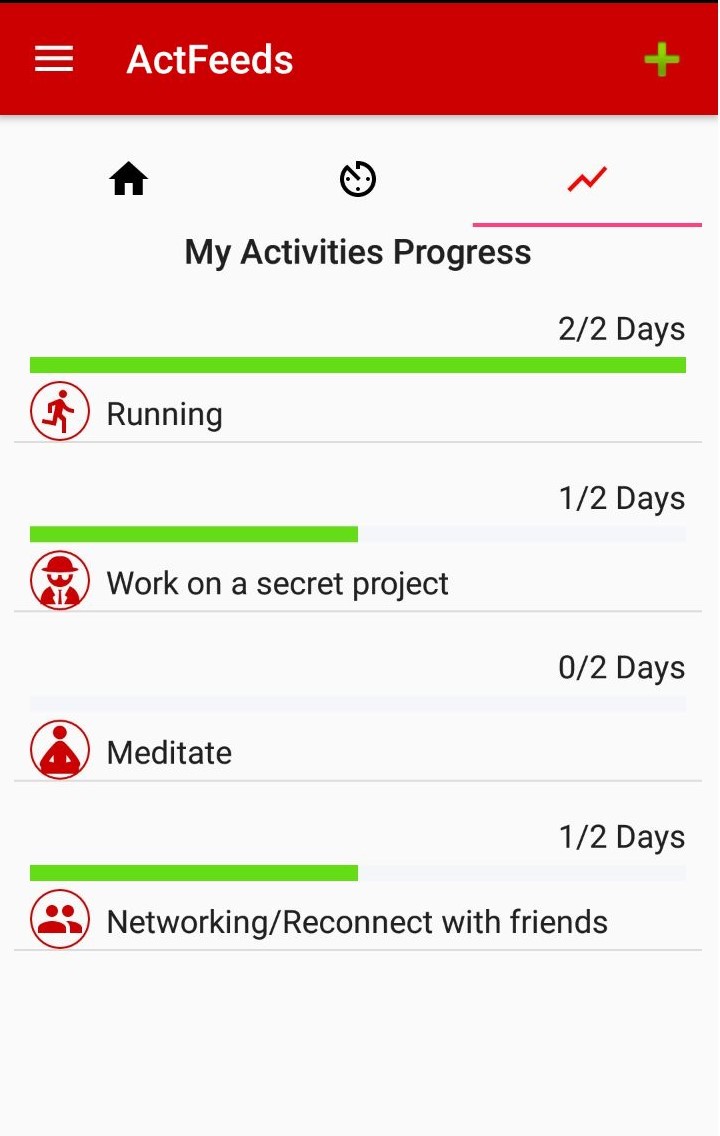 ActFeeds
My Activities Progress
2/2 Days
Running
1/2 Days
Work on a secret project
0/2 Days
Meditate
1/2 Days
Networking/Reconnect with friends